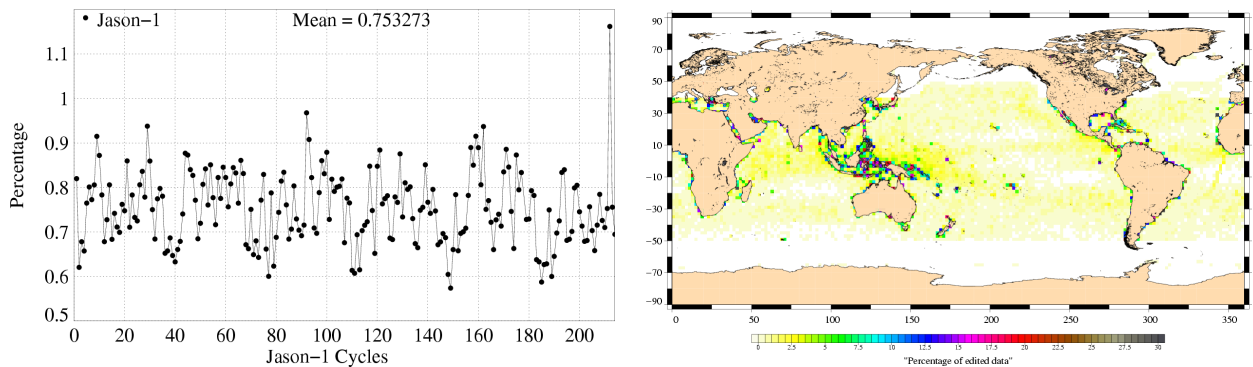 Jason−1
Mean = 0.753273
1.1
1
0.9
0.8
0.7
0.6
0.5
Percentage
0 20 40 60 80 100 120 140 160 180 200
Jason−1 Cycles
90
70
50
30
10
−10
−30
−50
−70
−90
0 50 100 150 200 250 300 350
0 2.5 5 7.5 10 12.5 15 17.5 20 22.5 25 27.5 30
"Percentage of edited data"